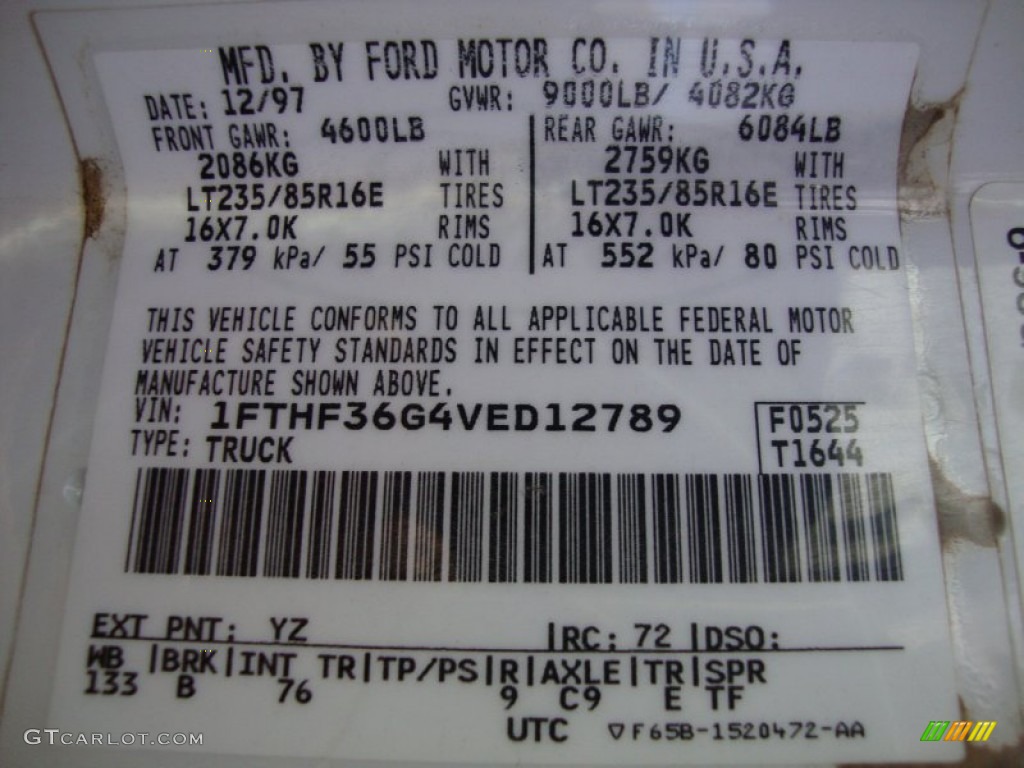 MFD. BY FORD MOTOR CO. IN U.S.A.
DATE: 12/97 GVWR: 9000LB/ 4082KG
FRONT GAWR: 4600LB REAR GAWR: 6084LB
2086KG WITH 2759KG WITH
LT235/85R16E TIRES LT235/85R16E TIRES
16X7.0K RIMS 16X7.0K RIMS
AT 379 kPa/ 55 PSI COLD AT 552 kPa/ 80 PSI COLD
THIS VEHICLE CONFORMS TO ALL APPLICABLE FEDERAL MOTOR
VEHICLE SAFETY STANDARDS IN EFFECT ON THE DATE OF
MANUFACTURE SHOWN ABOVE.
VIN: 1FTHF36G4VED12789 F0525
TYPE: TRUCK T1644
EXT PNT: YZ |RC: 72 |DSO:
WB |BRK|INT TR|TP/PS|R|AXLE|TR|SPR
133 B 76 9 C9 E TF
UTC ▽F65B-1520472-AA
GTCARLOT.COM